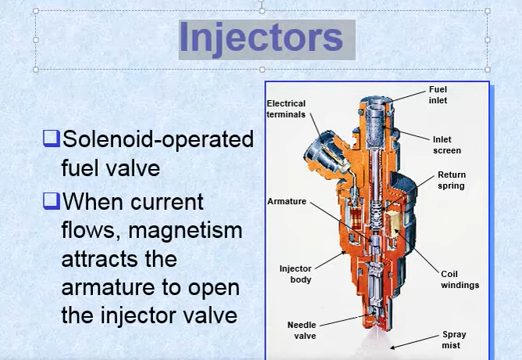 Injectors
❑Solenoid-operated
fuel valve
❑When current
flows, magnetism
attracts the
armature to open
the injector valve
Electrical
terminals
Armature
Injector
body
Needle
valve
Fuel
inlet
Inlet
screen
Return
spring
Coil
windings
Spray
mist